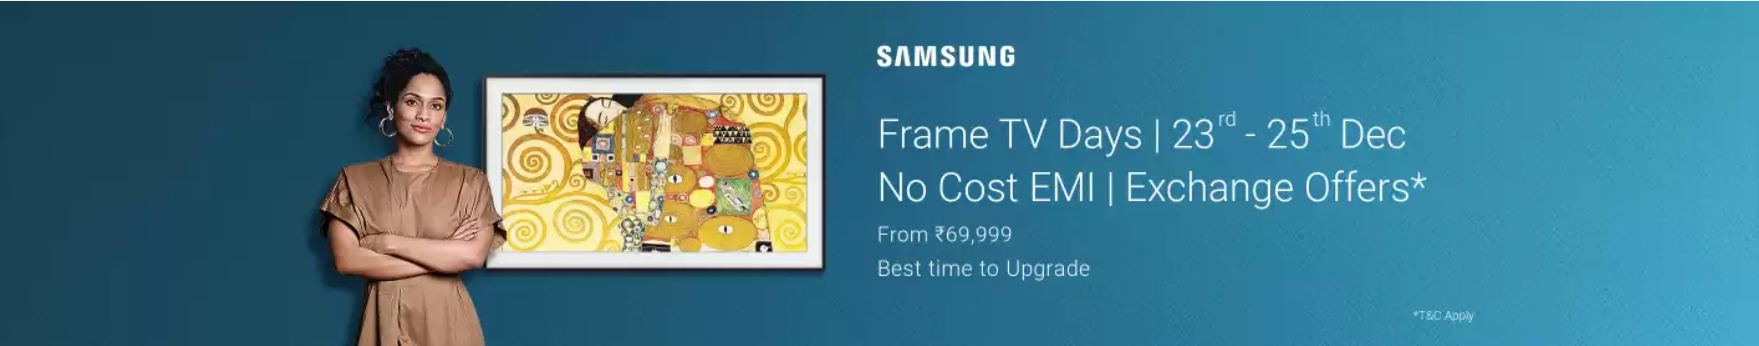 SAMSUNG
Frame TV Days | 23rd - 25th Dec
No Cost EMI | Exchange Offers*
From ₹69,999
Best time to Upgrade
*T&C Apply